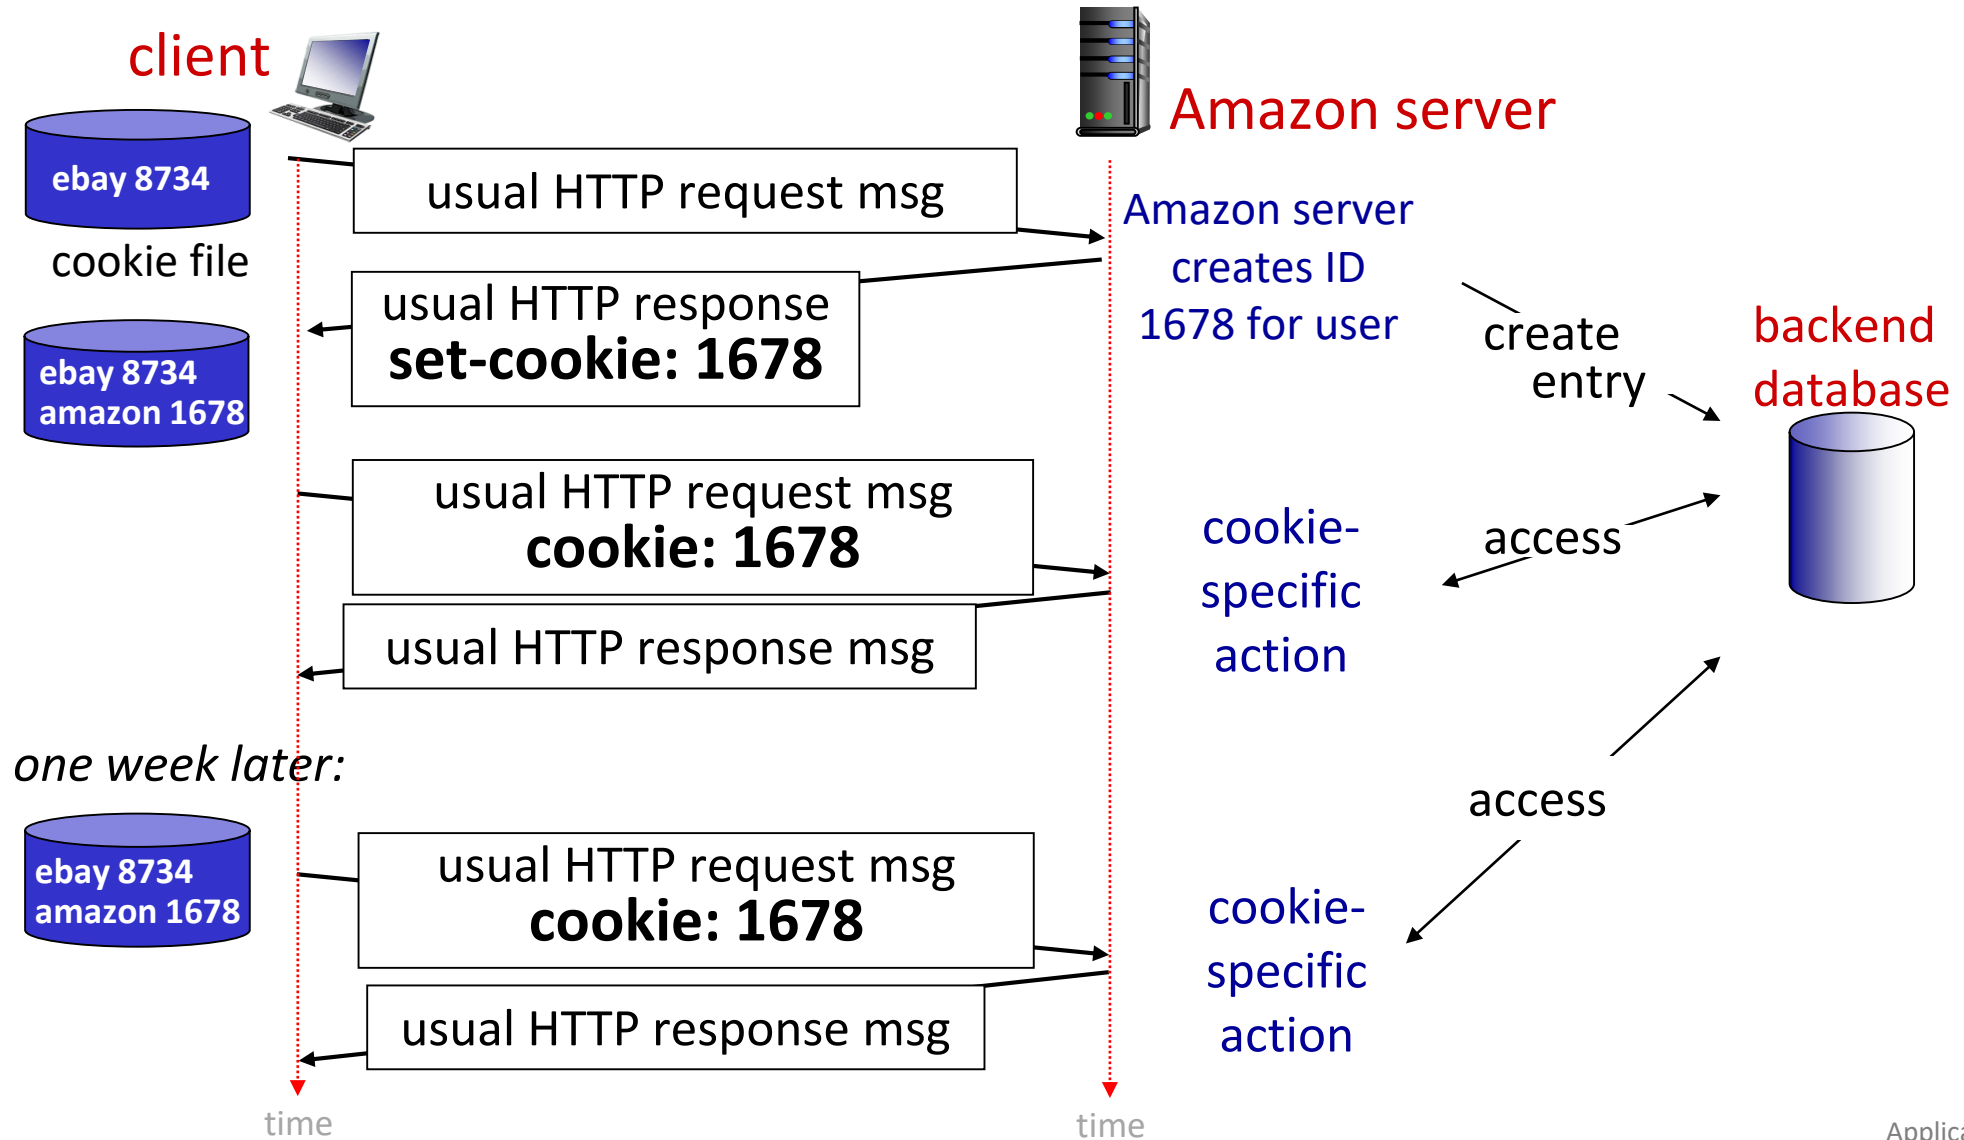 client
Amazon server
ebay 8734
cookie file
usual HTTP request msg
Amazon server
creates ID
1678 for user
usual HTTP response
set-cookie: 1678
ebay 8734
amazon 1678
create
entry
backend
database
usual HTTP request msg
cookie: 1678
cookie-
specific
action
access
usual HTTP response msg
one week later:
access
ebay 8734
amazon 1678
usual HTTP request msg
cookie: 1678
cookie-
specific
action
usual HTTP response msg
time
time